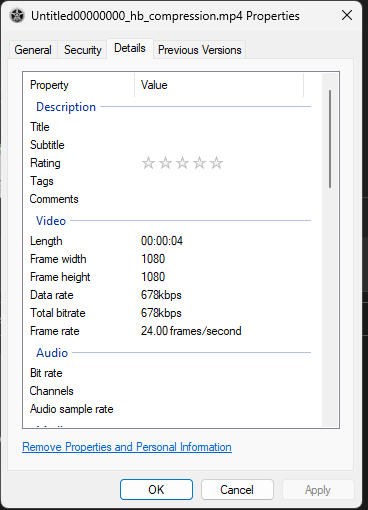 Untitled00000000_hb_compression.mp4 Properties
General Security Details Previous Versions
Property Value
Description
Title
Subtitle
Rating
Tags
Comments
Video
Length 00:00:04
Frame width 1080
Frame height 1080
Data rate 678kbps
Total bitrate 678kbps
Frame rate 24.00 frames/second
Audio
Bit rate
Channels
Audio sample rate
Remove Properties and Personal Information
OK Cancel Apply